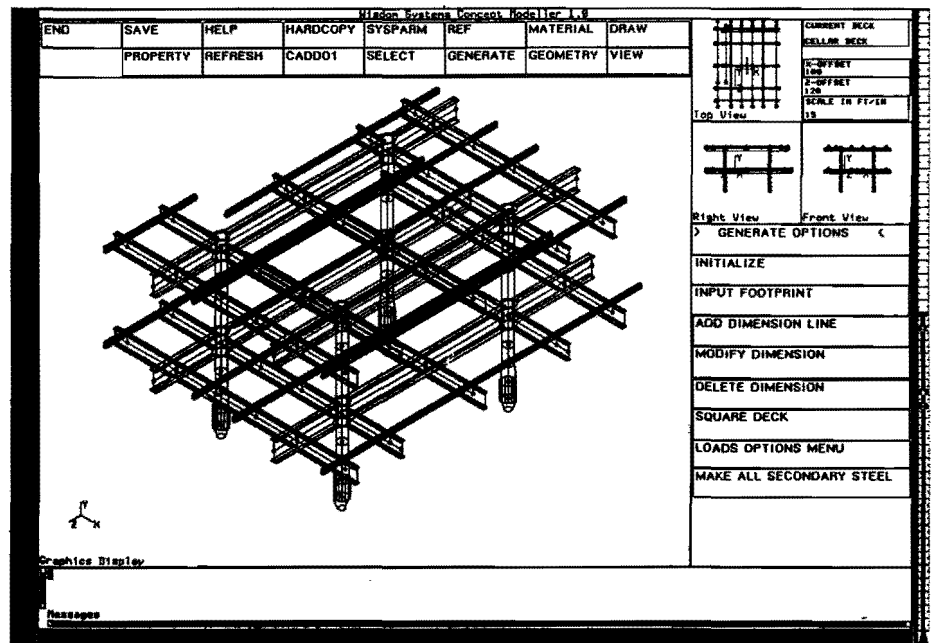 Wisdom Systems Concept Modeller 1.0
END SAVE HELP HARDCOPY SYSPARM REF MATERIAL DRAW
PROPERTY REFRESH CADD01 SELECT GENERATE GEOMETRY VIEW
CURRENT DECK
CELLAR DECK
X-OFFSET
100
Z-OFFSET
120
SCALE IN FT/IN
15
Top View
Y
X
Y
X
Y
Z X
Right View
Front View
> GENERATE OPTIONS <
INITIALIZE
INPUT FOOTPRINT
ADD DIMENSION LINE
MODIFY DIMENSION
DELETE DIMENSION
SQUARE DECK
LOADS OPTIONS MENU
MAKE ALL SECONDARY STEEL
Y
Z X
Graphics Display
Messages